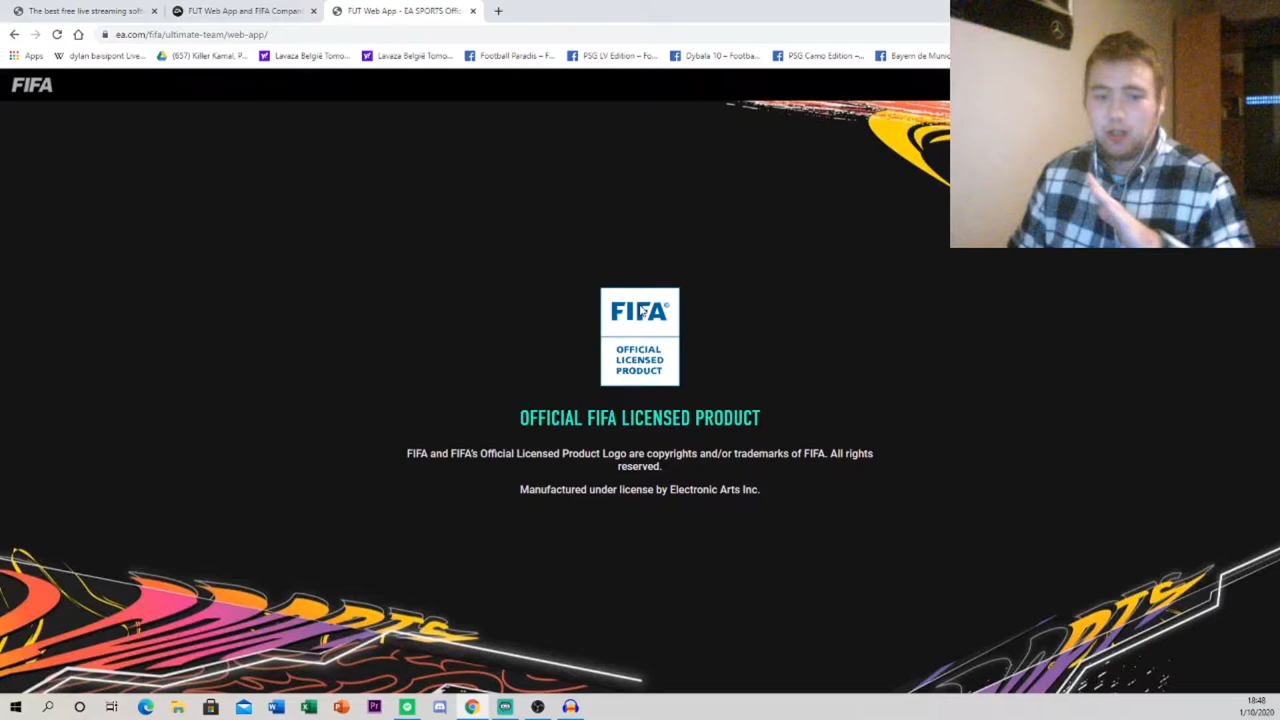 The best free live streaming soft
FUT Web App and FIFA Compani
FUT Web App - EA SPORTS Offic
ea.com/fifa/ultimate-team/web-app/
Apps
dylan basipont Live...
(657) Killer Kamal, P...
Lavaza België Tomo...
Lavaza België Tomo...
Football Paradis – F...
PSG LV Edition – Fo...
Dybala 10 – Footba...
PSG Camo Edition –...
Bayern de Munic
FIFA
FIFA
OFFICIAL
LICENSED
PRODUCT
OFFICIAL FIFA LICENSED PRODUCT
FIFA and FIFA's Official Licensed Product Logo are copyrights and/or trademarks of FIFA. All rights
reserved.
Manufactured under license by Electronic Arts Inc.
18:48
1/10/2020